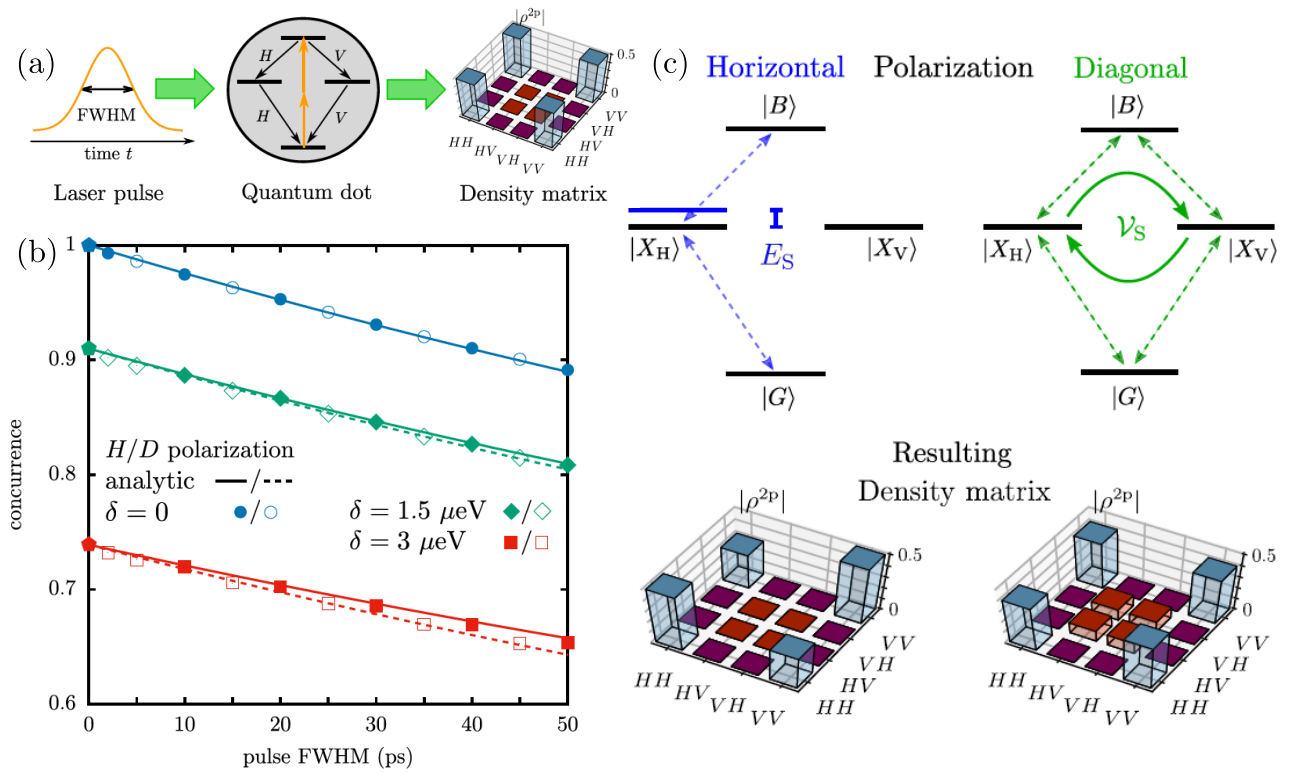 (a)
FWHM
time t
Laser pulse
H
V
H
V
Quantum dot
|ρ²ᵖ|
0.5
0
HH
HV
VH
VV
HH
HV
VH
VV
Density matrix
(b)
1
0.9
0.8
0.7
0.6
concurrence
H/D polarization
analytic /
δ = 0 /
δ = 1.5 μeV /
δ = 3 μeV /
0
10
20
30
40
50
pulse FWHM (ps)
(c)
Horizontal Polarization Diagonal
|B⟩
|X_H⟩
E_S
|X_V⟩
|G⟩
|B⟩
|X_H⟩
𝒱_S
|X_V⟩
|G⟩
Resulting
Density matrix
|ρ²ᵖ|
0.5
0
HH
HV
VH
VV
HH
HV
VH
VV
|ρ²ᵖ|
0.5
0
HH
HV
VH
VV
HH
HV
VH
VV